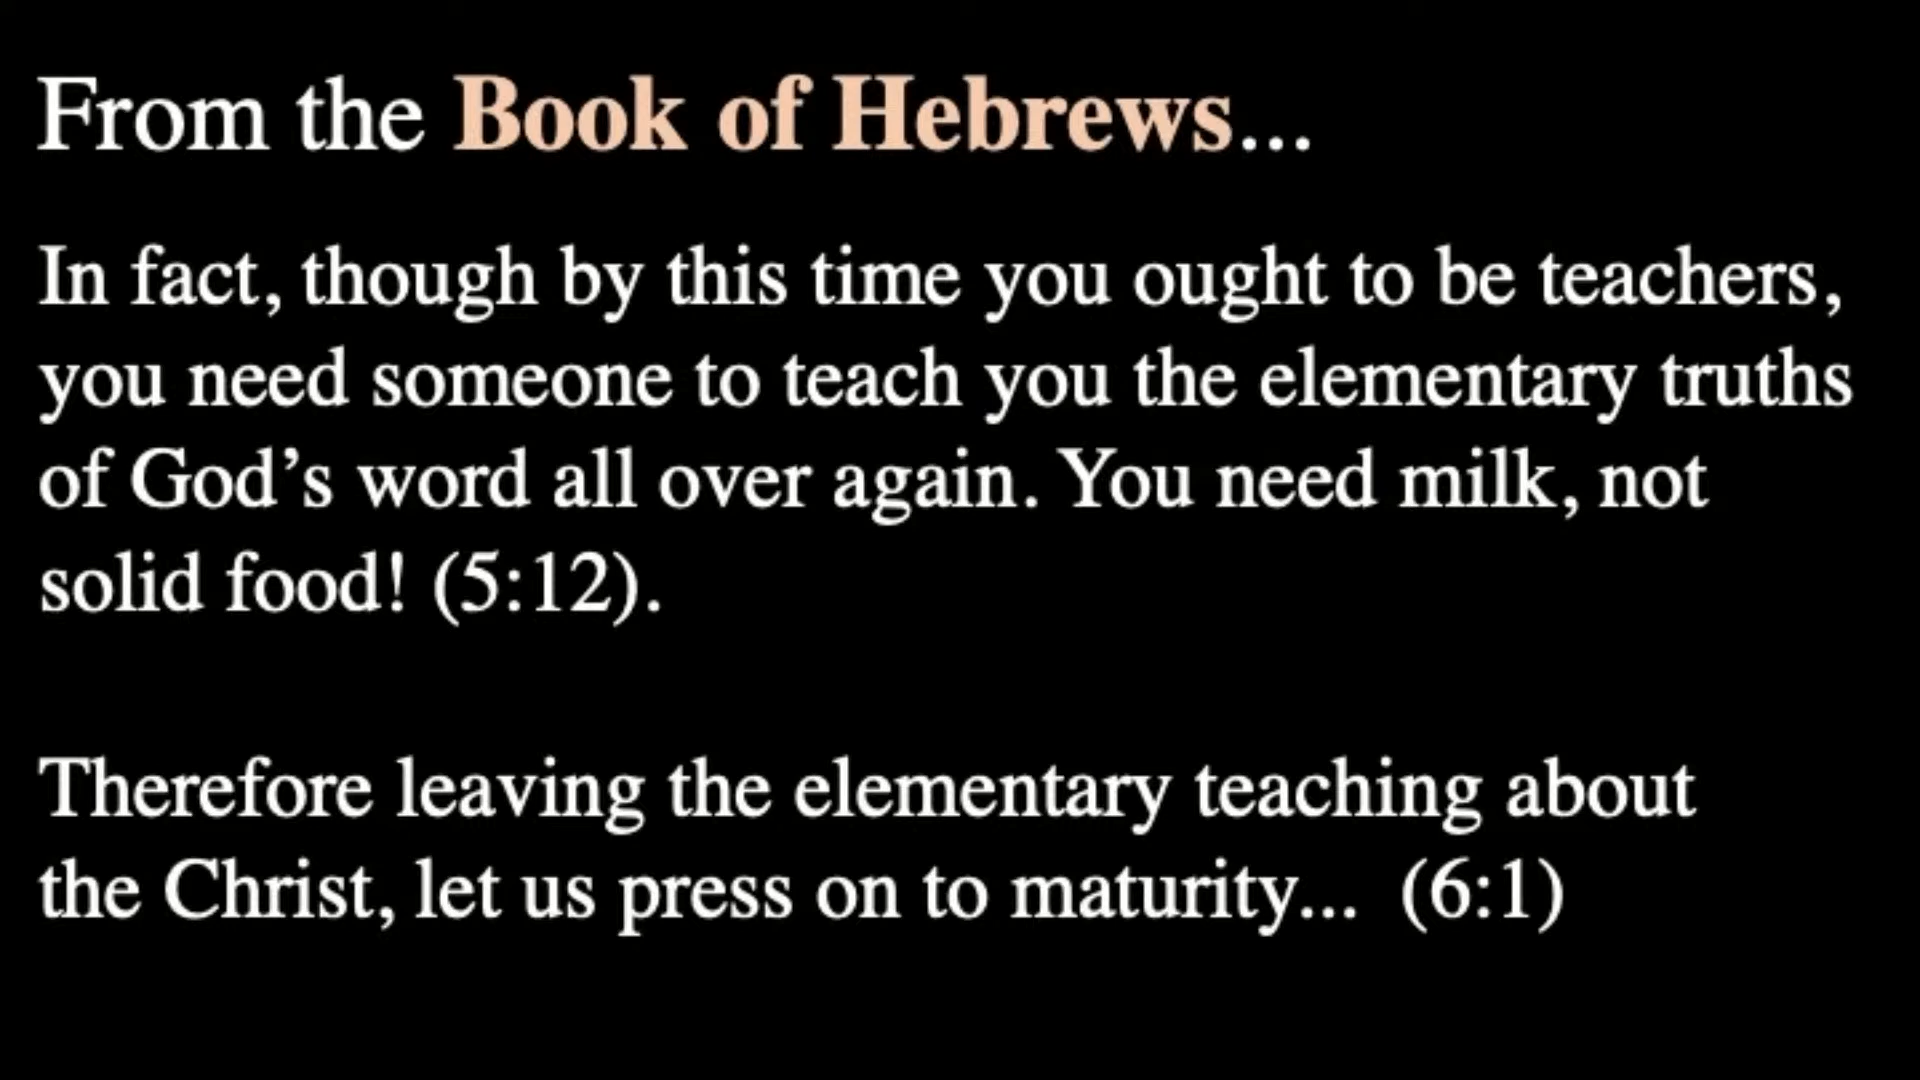 From the Book of Hebrews...
In fact, though by this time you ought to be teachers,
you need someone to teach you the elementary truths
of God’s word all over again. You need milk, not
solid food! (5:12).
Therefore leaving the elementary teaching about
the Christ, let us press on to maturity... (6:1)